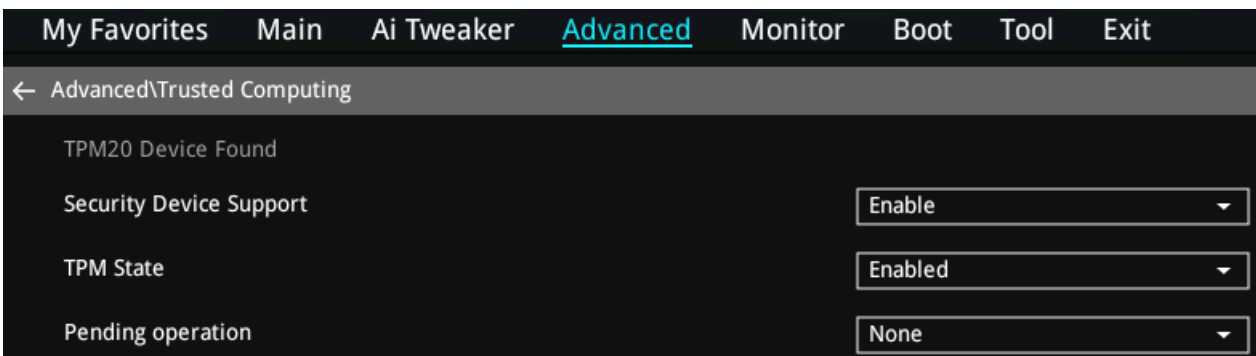 My Favorites Main Ai Tweaker Advanced Monitor Boot Tool Exit
← Advanced\Trusted Computing
TPM20 Device Found
Security Device Support Enable
TPM State Enabled
Pending operation None